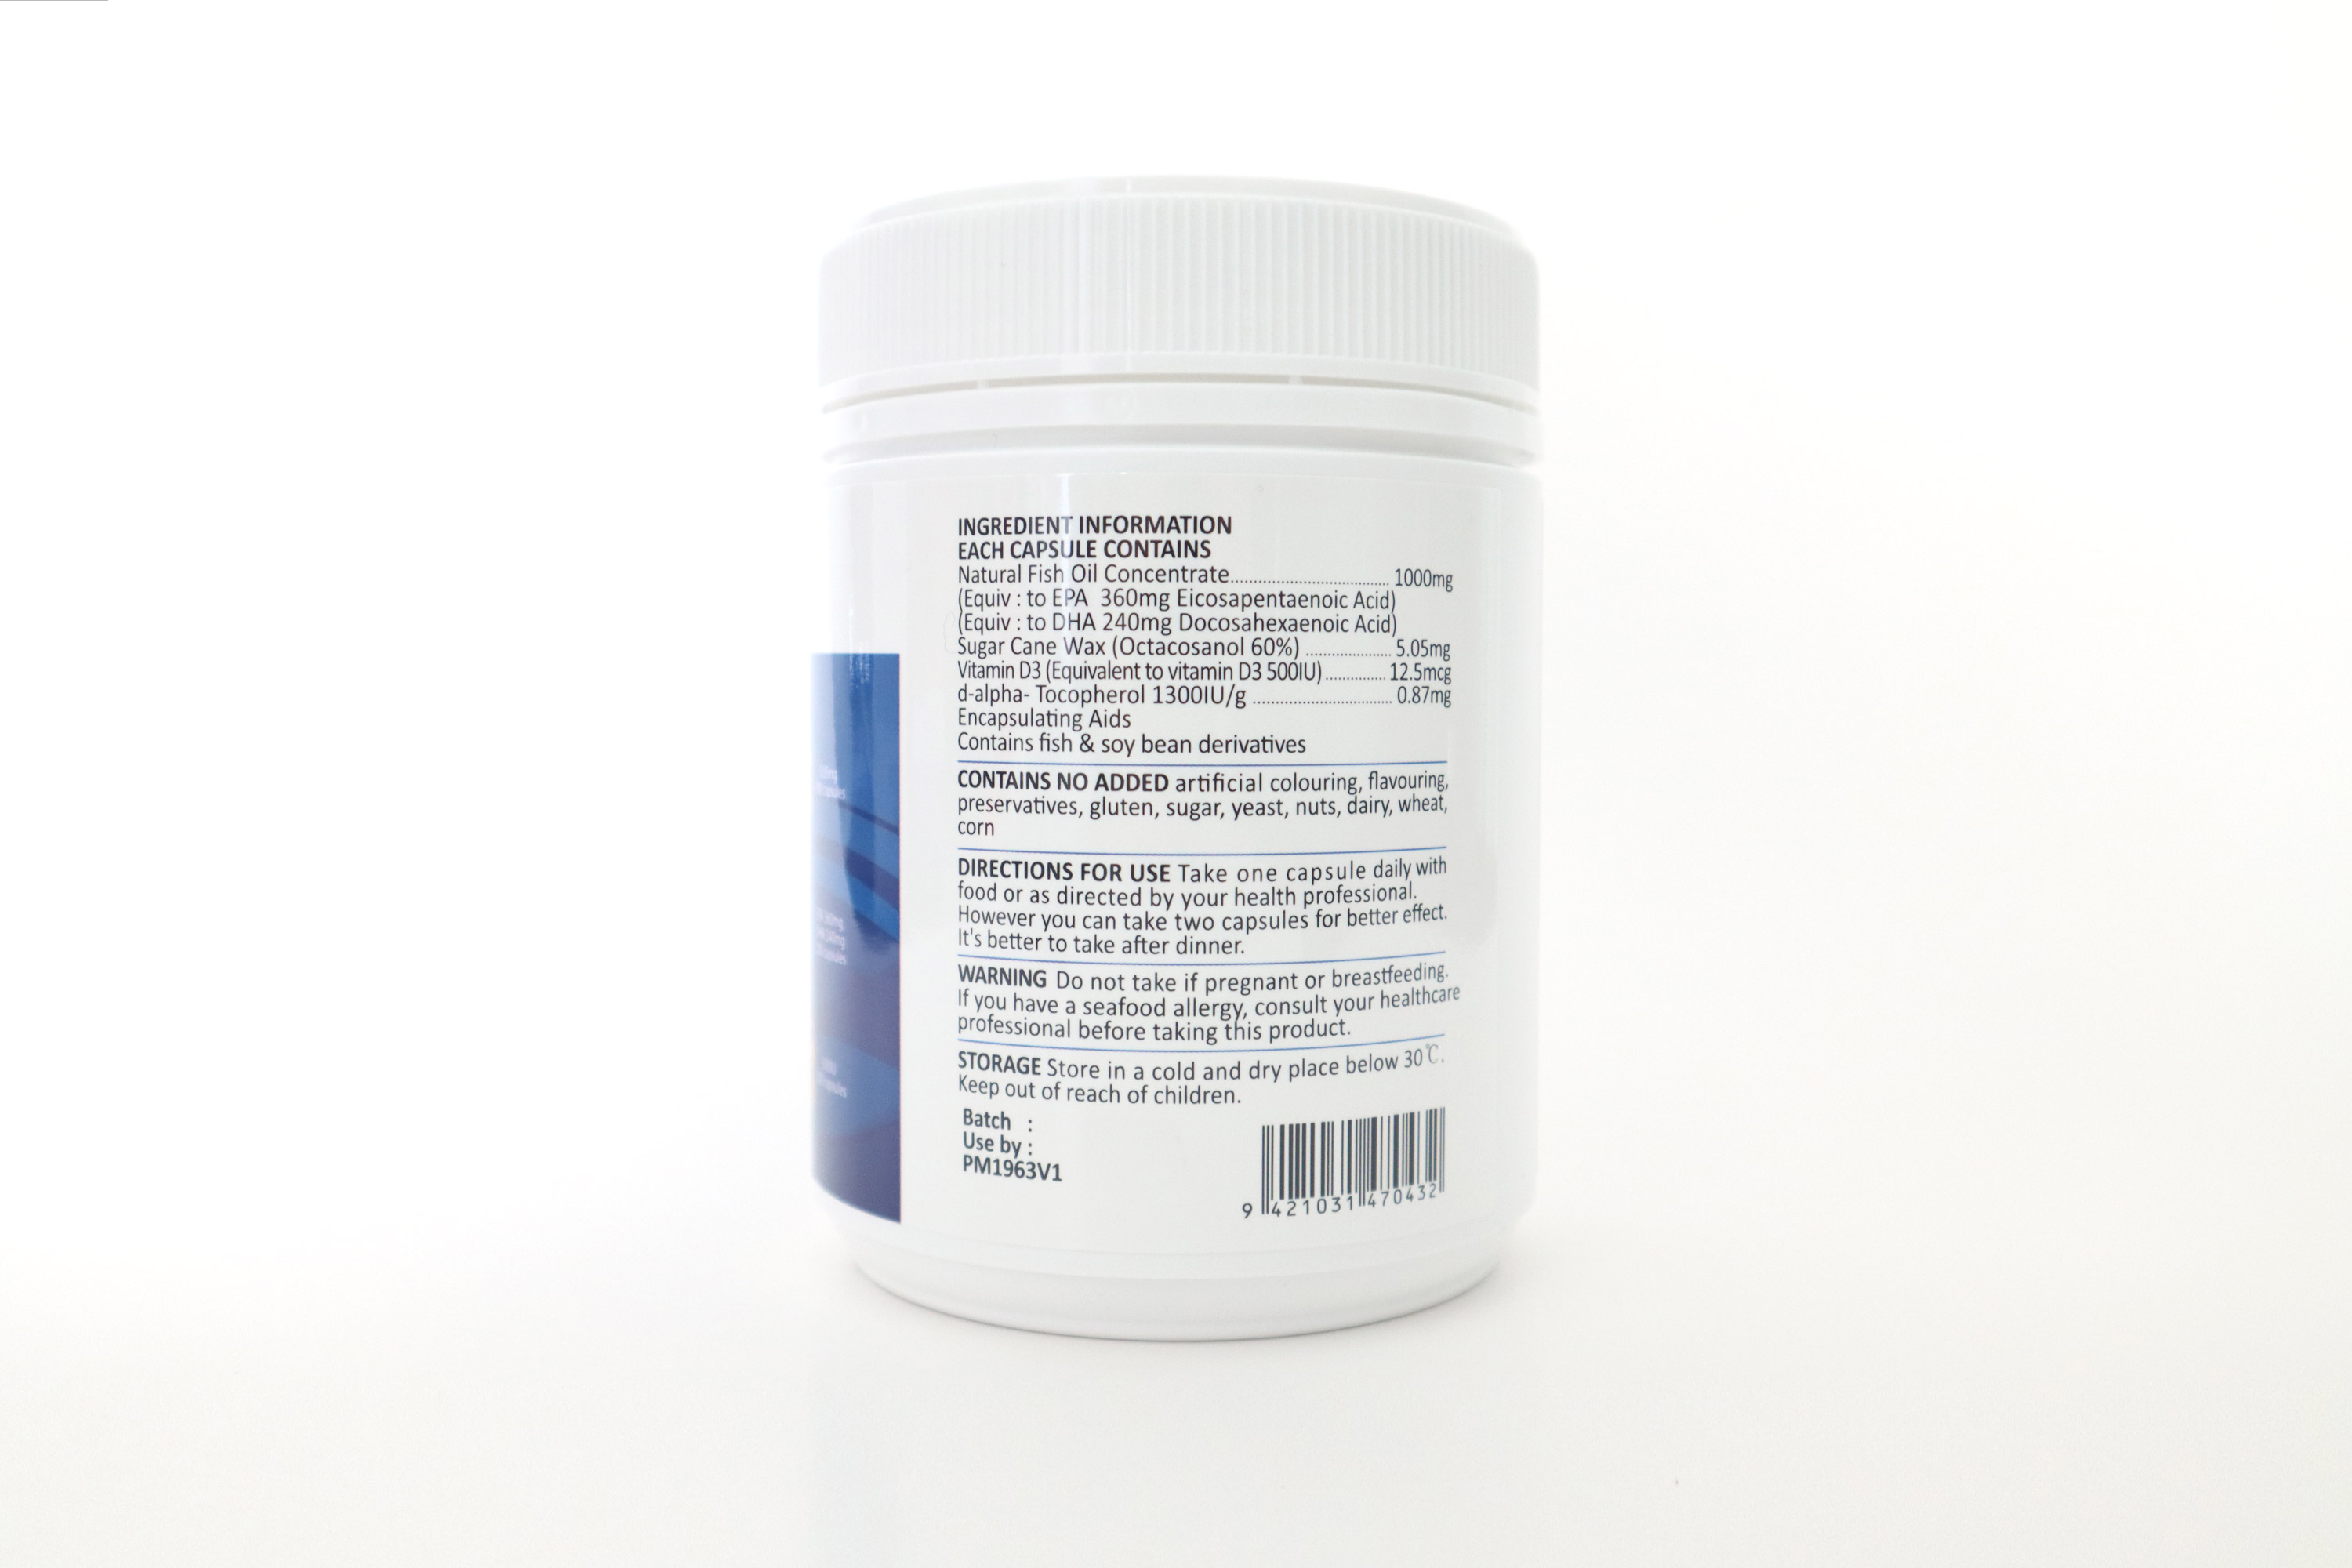 INGREDIENT INFORMATION
EACH CAPSULE CONTAINS
Natural Fish Oil Concentrate.................................... 1000mg
(Equiv : to EPA  360mg Eicosapentaenoic Acid)
(Equiv : to DHA 240mg Docosahexaenoic Acid)
Sugar Cane Wax (Octacosanol 60%) ................... 5.05mg
Vitamin D3 (Equivalent to vitamin D3 500IU)............. 12.5mcg
d-alpha- Tocopherol 1300IU/g ............................... 0.87mg
Encapsulating Aids
Contains fish & soy bean derivatives
CONTAINS NO ADDED artificial colouring, flavouring,
preservatives, gluten, sugar, yeast, nuts, dairy, wheat,
corn
DIRECTIONS FOR USE Take one capsule daily with
food or as directed by your health professional.
However you can take two capsules for better effect.
It's better to take after dinner.
WARNING Do not take if pregnant or breastfeeding.
If you have a seafood allergy, consult your healthcare
professional before taking this product.
STORAGE Store in a cold and dry place below 30℃.
Keep out of reach of children.
Batch :
Use by :
PM1963V1
9 421031 470432